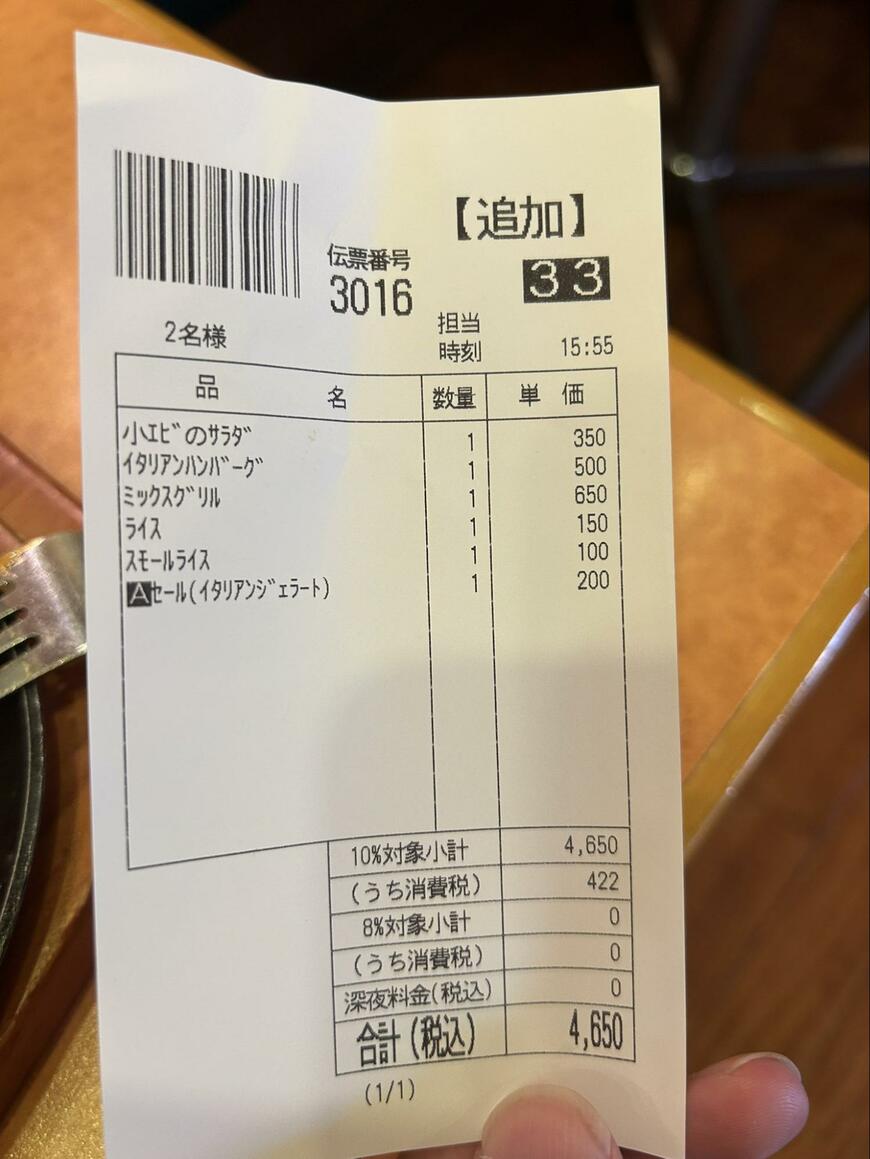 【追加】
伝票番号 33
3016
担当
2名様 時刻 15:55
品 名 数量 単 価
小エビのサラダ 1 350
イタリアンハンバーグ 1 500
ミックスグリル 1 650
ライス 1 150
スモールライス 1 100
Aセール(イタリアンジェラート) 1 200
10%対象小計 4,650
(うち消費税) 422
8%対象小計 0
(うち消費税) 0
深夜料金(税込) 0
合計(税込) 4,650
(1/1)